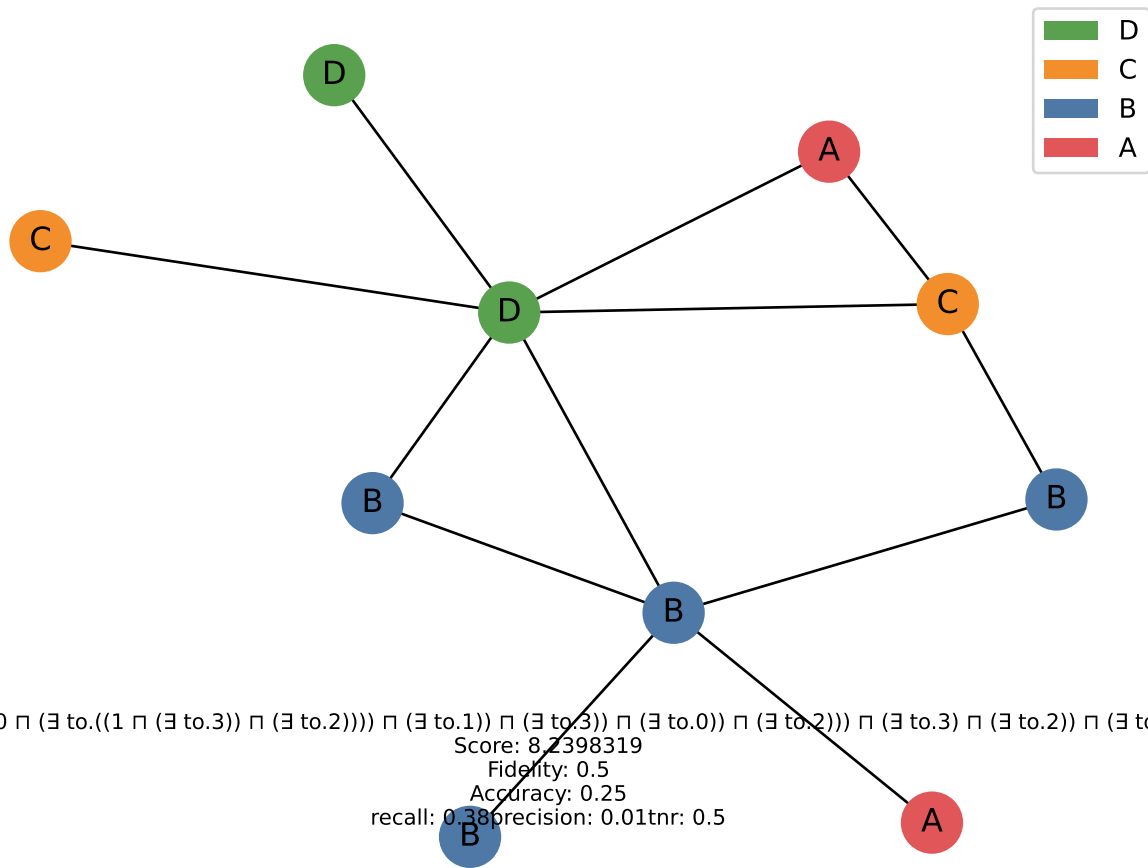 D
C
B
A
D
A
C
D
C
B
B
B
0 ⊓ (∃ to.((1 ⊓ (∃ to.3)) ⊓ (∃ to.2)))) ⊓ (∃ to.1)) ⊓ (∃ to.3)) ⊓ (∃ to.0)) ⊓ (∃ to.2))) ⊓ (∃ to.3) ⊓ (∃ to.2)) ⊓ (∃
Score: 8.2398319
Fidelity: 0.5
Accuracy: 0.25
recall: 0.38precision: 0.01tnr: 0.5
B
A